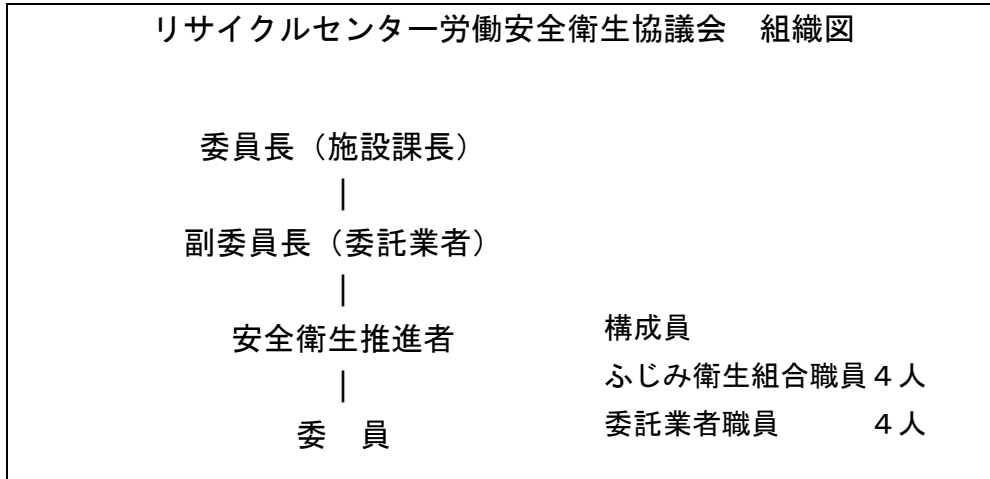 リサイクルセンター労働安全衛生協議会　組織図
委員長（施設課長）
｜
副委員長（委託業者）
｜
安全衛生推進者
｜
委　員
構成員
ふじみ衛生組合職員４人
委託業者職員　　　４人